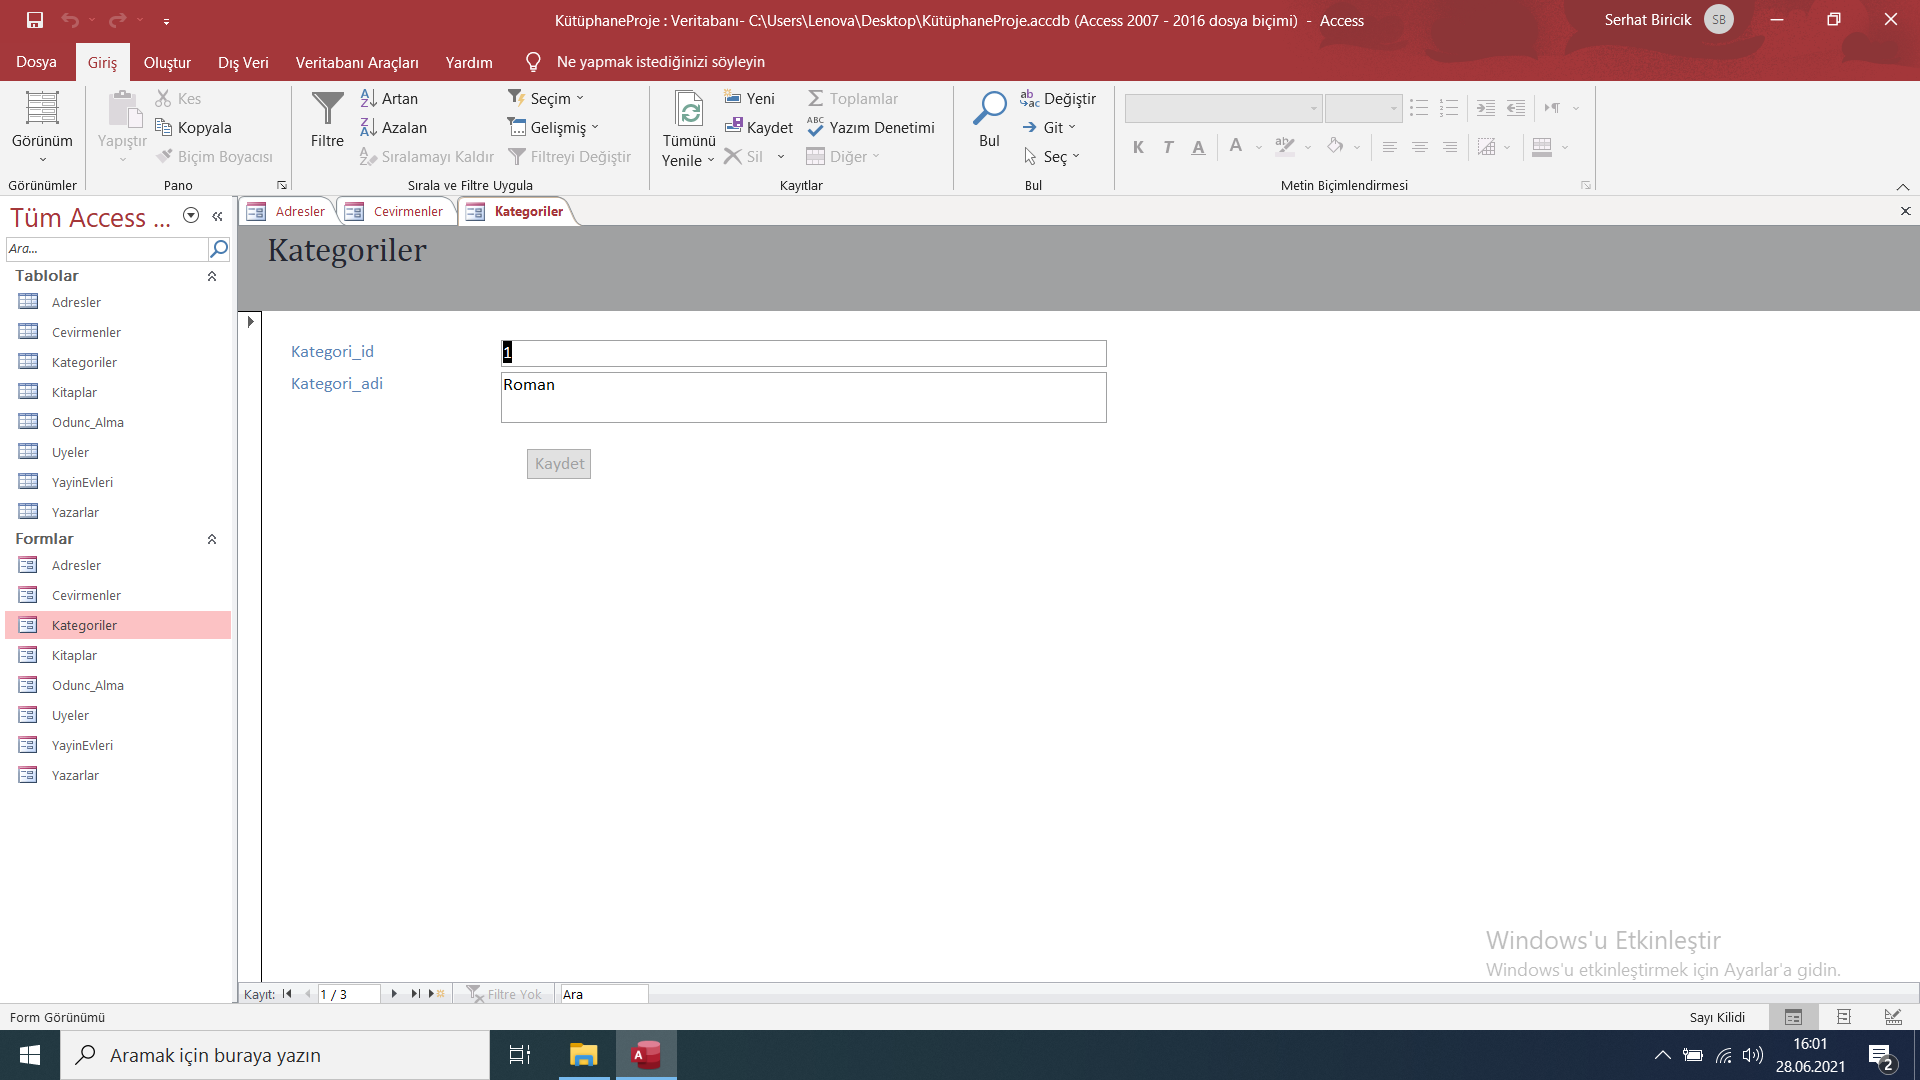 KütüphaneProje : Veritabanı- C:\Users\Lenova\Desktop\KütüphaneProje.accdb (Access 2007 - 2016 dosya biçimi) - Access
Serhat Biricik SB
Dosya Giriş Oluştur Dış Veri Veritabanı Araçları Yardım Ne yapmak istediğinizi söyleyin
Görünüm
Görünümler
Yapıştır
Kes
Kopyala
Biçim Boyacısı
Pano
Filtre
Artan
Azalan
Sıralamayı Kaldır
Seçim
Gelişmiş
Filtreyi Değiştir
Sırala ve Filtre Uygula
Tümünü
Yenile
Yeni
Kaydet
Sil
Toplamlar
Yazım Denetimi
Diğer
Kayıtlar
Bul
Değiştir
Git
Seç
Bul
K T A A
Metin Biçimlendirmesi
Tüm Access ...
Ara...
Tablolar
Adresler
Cevirmenler
Kategoriler
Kitaplar
Odunc_Alma
Uyeler
YayinEvleri
Yazarlar
Formlar
Adresler
Cevirmenler
Kategoriler
Kitaplar
Odunc_Alma
Uyeler
YayinEvleri
Yazarlar
Adresler Cevirmenler Kategoriler
Kategoriler
Kategori_id 1
Kategori_adi Roman
Kaydet
Windows'u Etkinleştir
Windows'u etkinleştirmek için Ayarlar'a gidin.
Kayıt: 1 / 3 Filtre Yok Ara
Form Görünümü Sayı Kilidi
Aramak için buraya yazın
16:01
28.06.2021
2